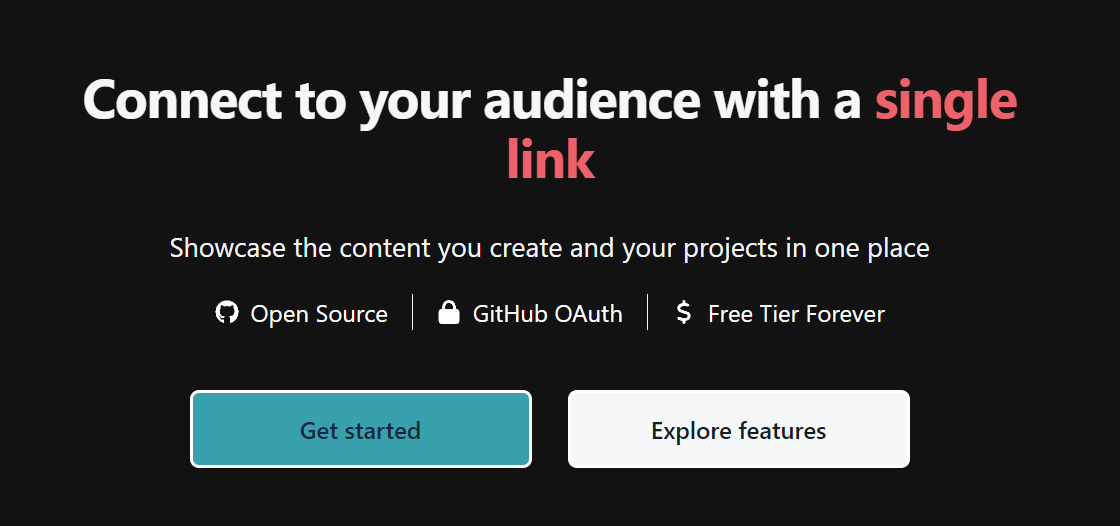 Connect to your audience with a single
link
Showcase the content you create and your projects in one place
Open Source | GitHub OAuth | Free Tier Forever
Get started
Explore features